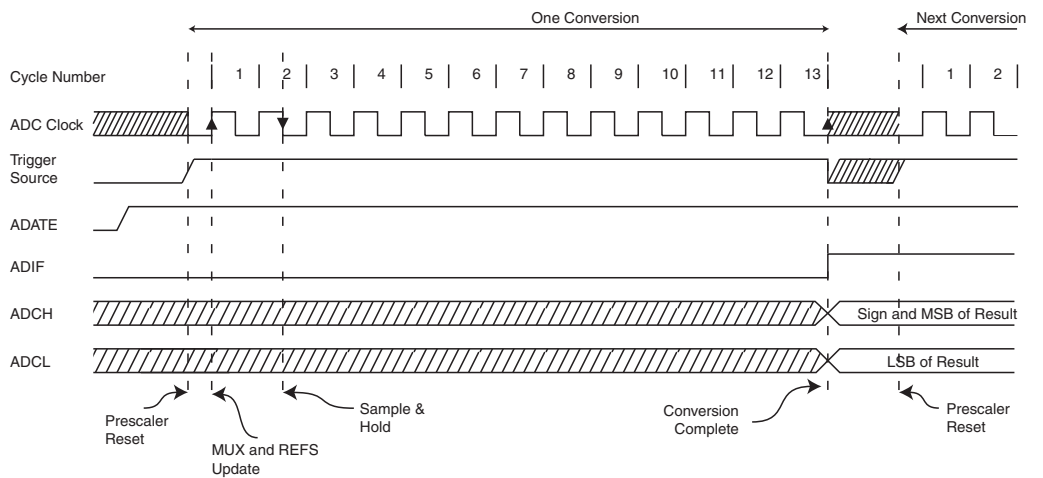 One Conversion
Next Conversion
Cycle Number
1 2 3 4 5 6 7 8 9 10 11 12 13 1 2
ADC Clock
Trigger
Source
ADATE
ADIF
ADCH
Sign and MSB of Result
ADCL
LSB of Result
Prescaler
Reset
MUX and REFS
Update
Sample &
Hold
Conversion
Complete
Prescaler
Reset